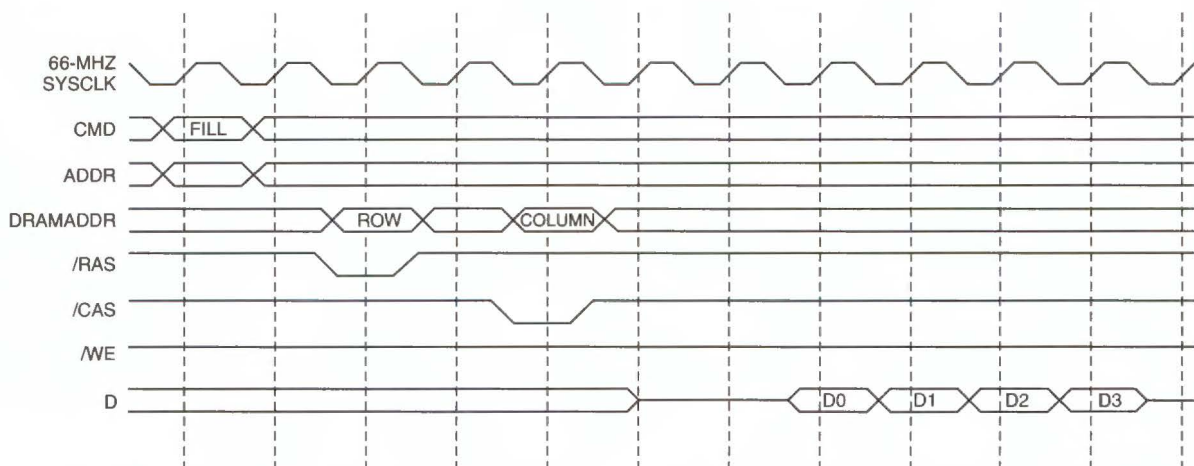 66-MHZ
SYSCLK
CMD
FILL
ADDR
DRAMADDR
ROW
COLUMN
/RAS
/CAS
/WE
D
D0
D1
D2
D3